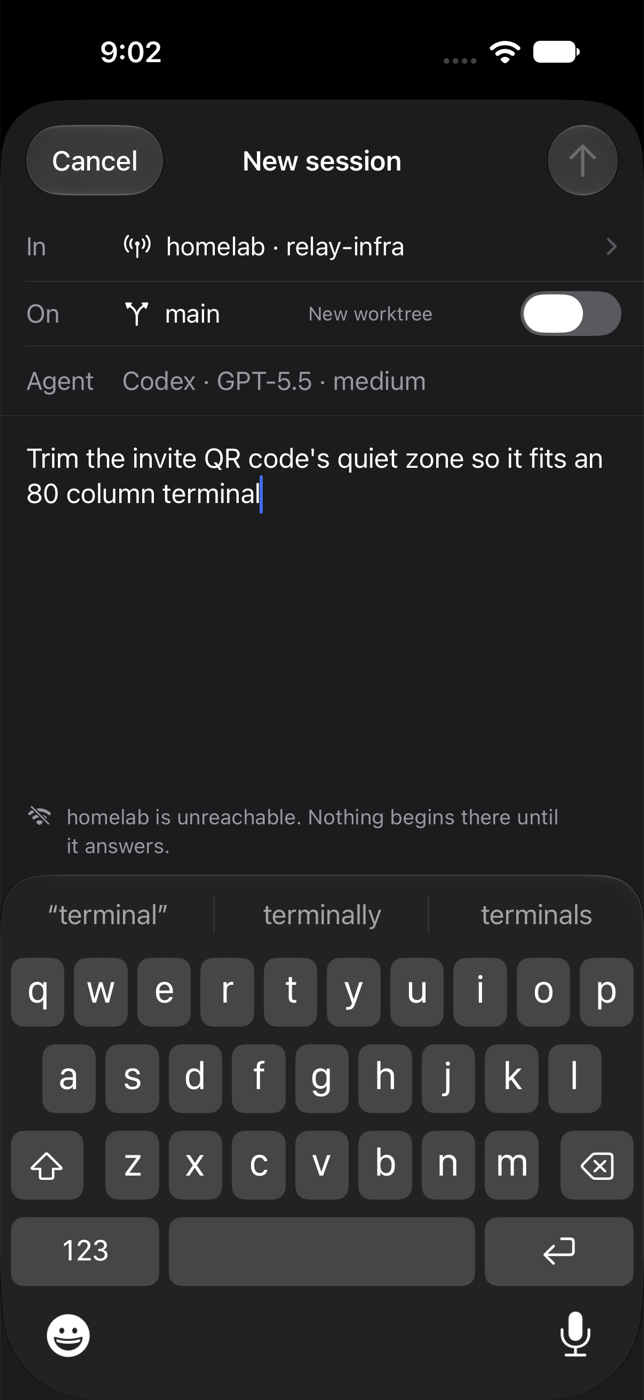 9:02
Cancel
New session
In
homelab · relay-infra
On
main
New worktree
Agent
Codex · GPT-5.5 · medium
Trim the invite QR code's quiet zone so it fits an
80 column terminal
homelab is unreachable. Nothing begins there until
it answers.
“terminal”
terminally
terminals
q w e r t y u i o p
a s d f g h j k l
z x c v b n m
123